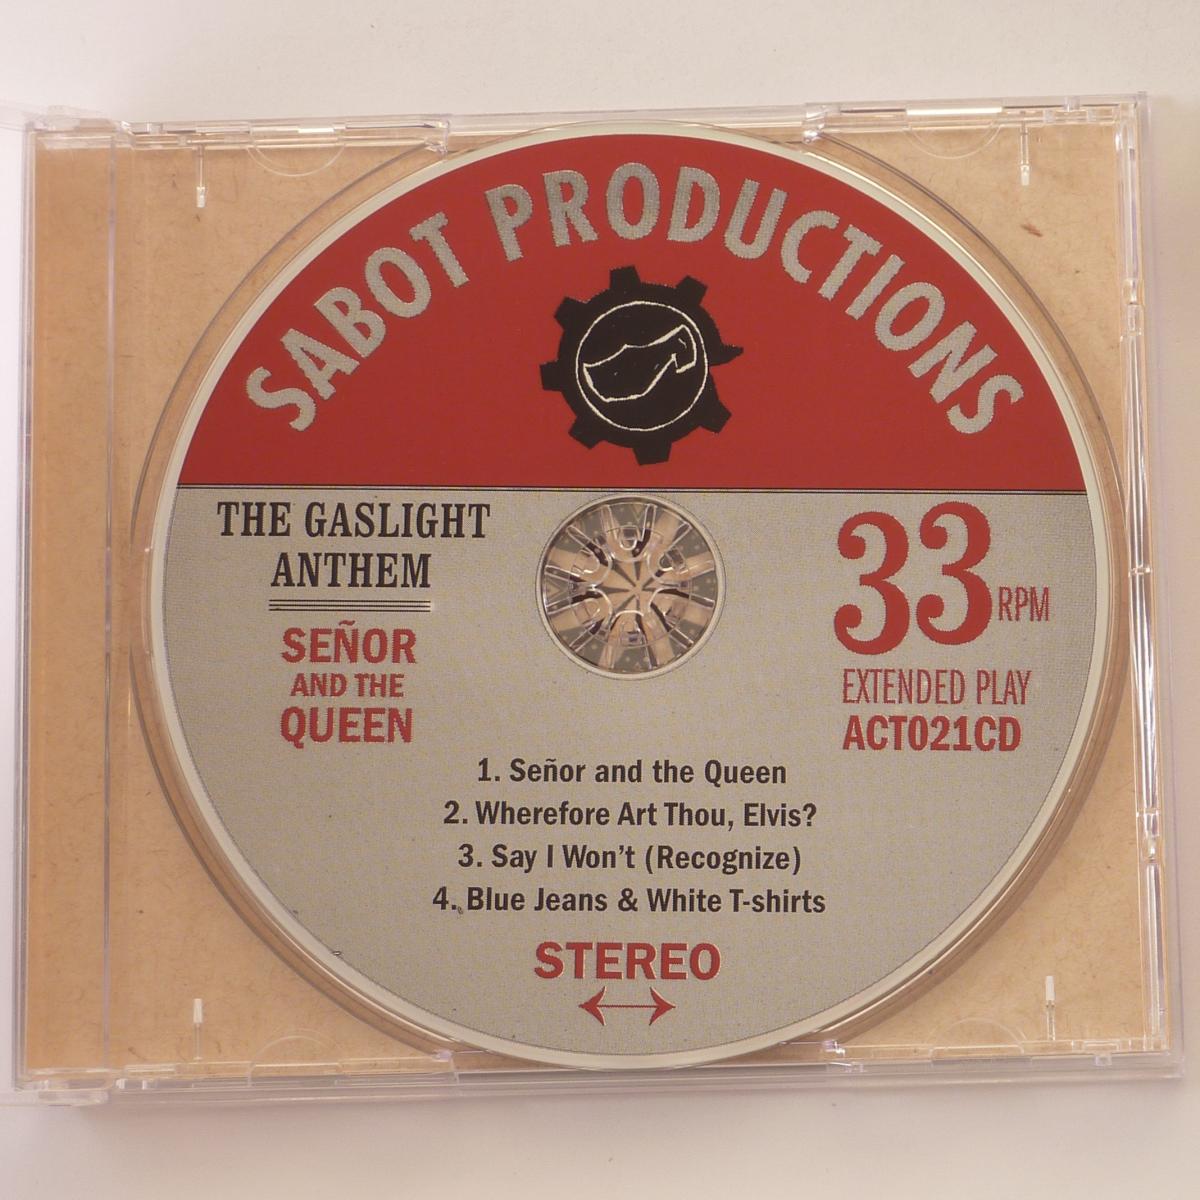 SABOT PRODUCTIONS
THE GASLIGHT
ANTHEM
SEÑOR
AND THE
QUEEN
33 RPM
EXTENDED PLAY
ACT021CD
1. Señor and the Queen
2. Wherefore Art Thou, Elvis?
3. Say I Won't (Recognize)
4. Blue Jeans & White T-shirts
STEREO